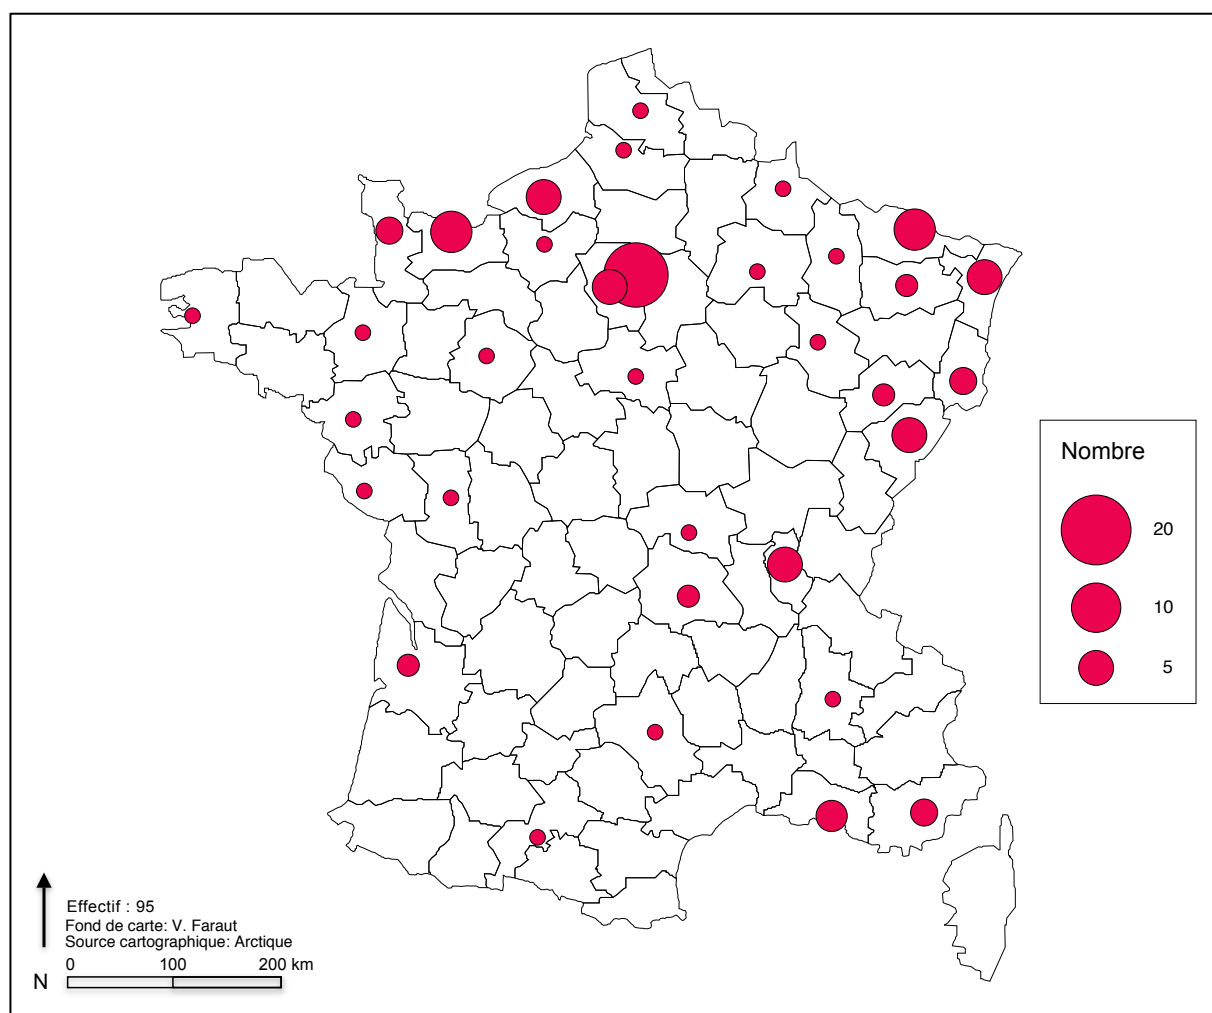 Nombre
20
10
5
Effectif : 95
Fond de carte: V. Faraut
Source cartographique: Arctique
0 100 200 km
N